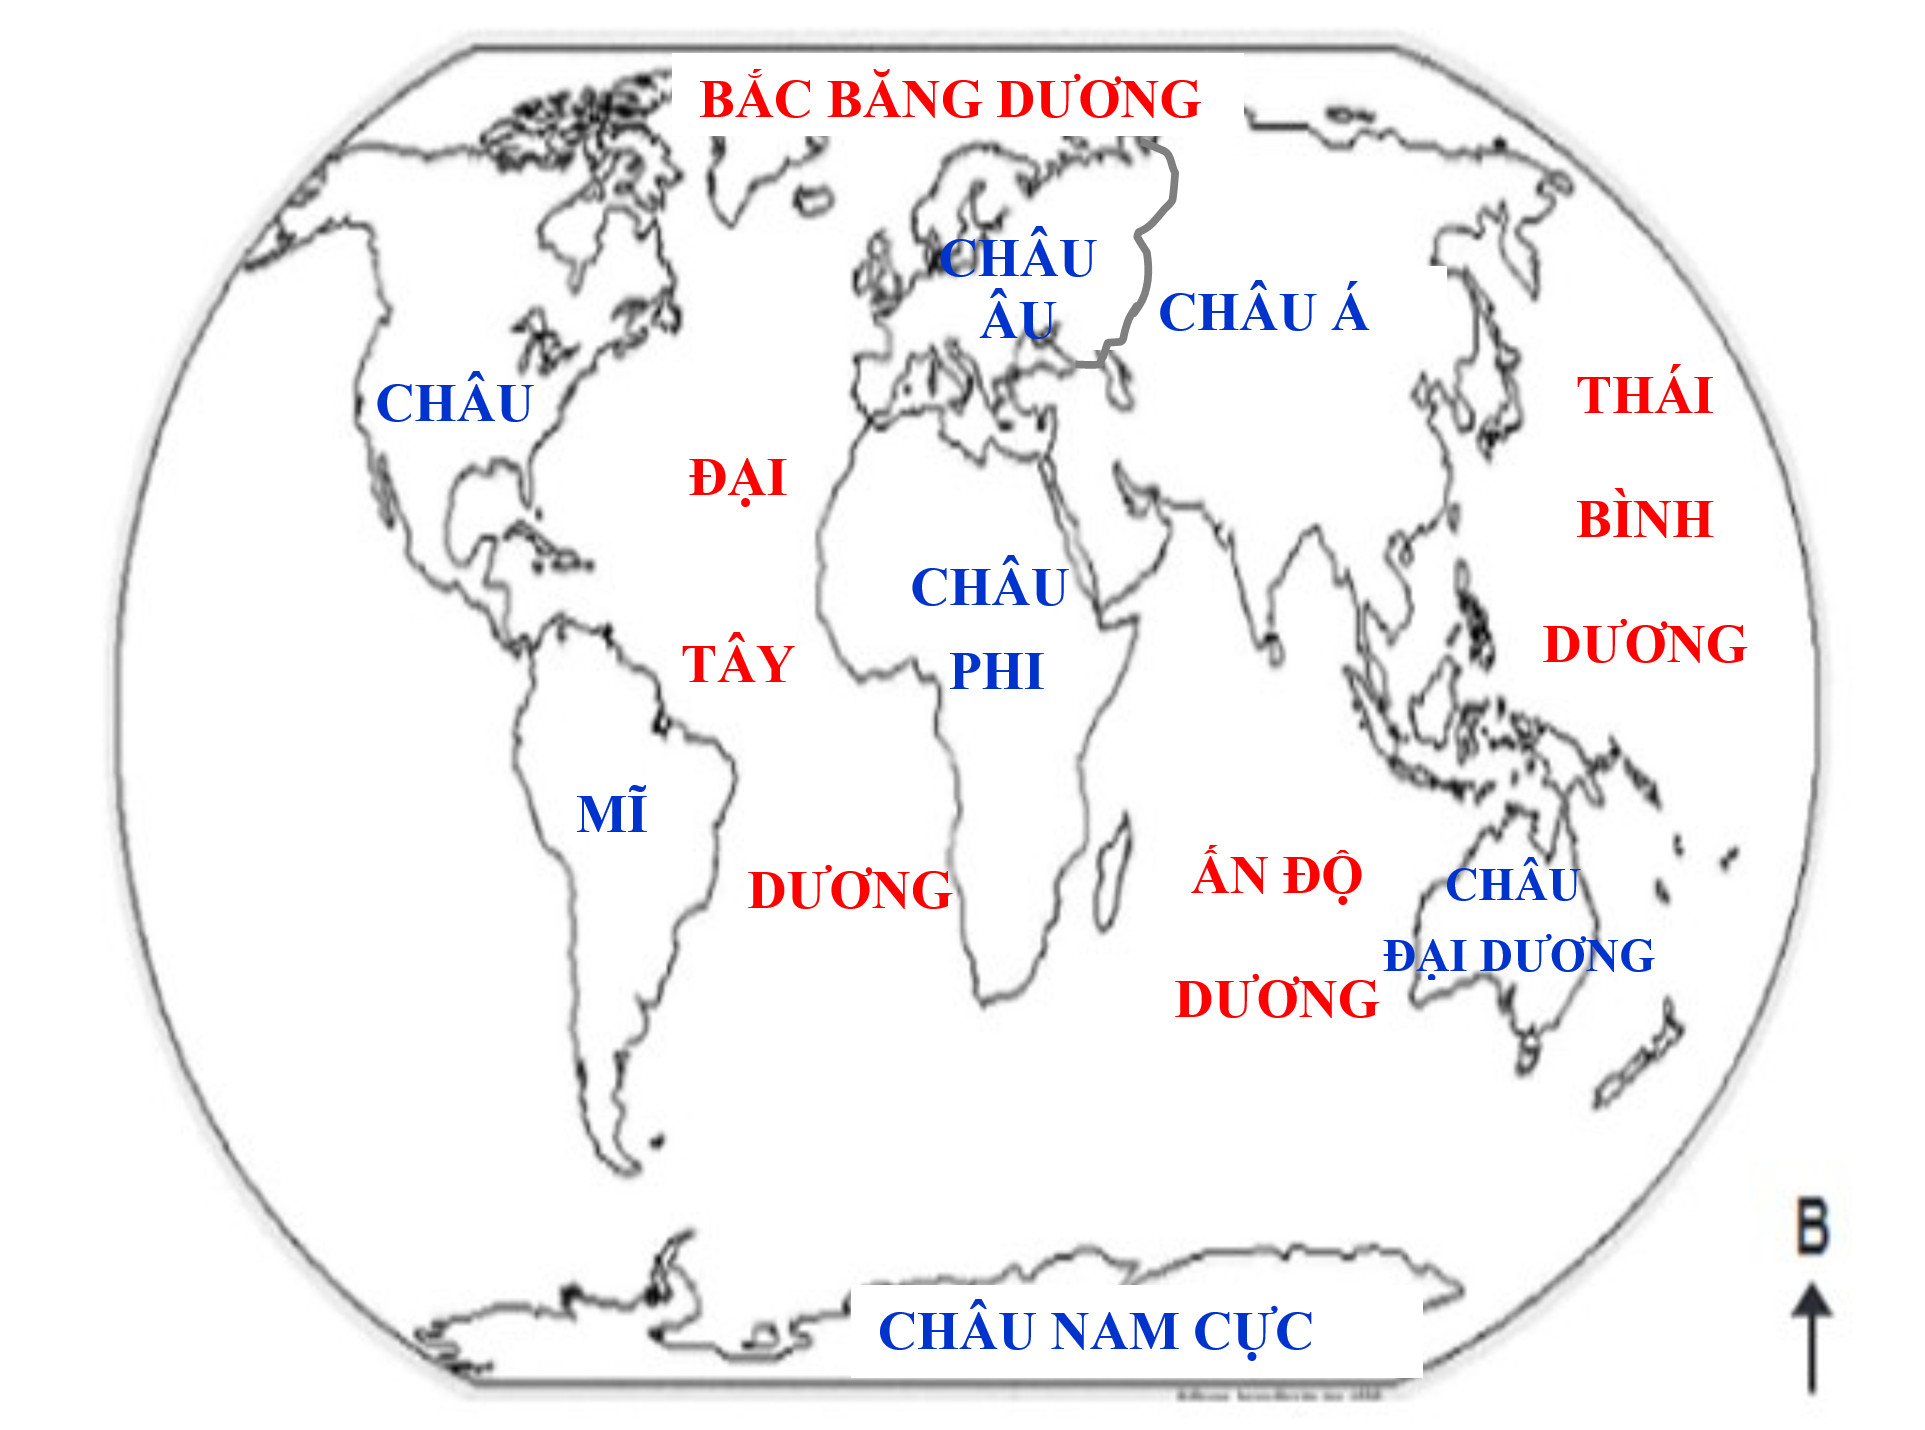 BẮC BĂNG DƯƠNG
CHÂU
ÂU
CHÂU Á
CHÂU
MĨ
ĐẠI
TÂY
DƯƠNG
CHÂU
PHI
THÁI
BÌNH
DƯƠNG
ẤN ĐỘ
DƯƠNG
CHÂU
ĐẠI DƯƠNG
B
CHÂU NAM CỰC